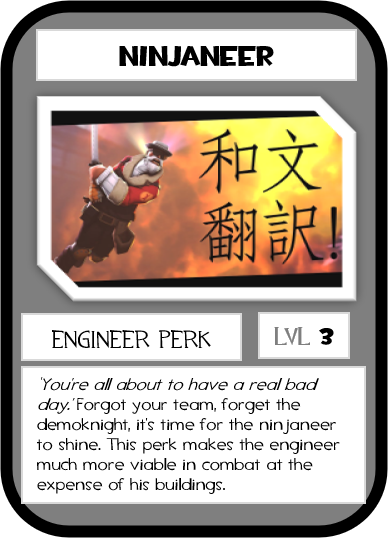 NINJANEER
和文
翻訳!
ENGINEER PERK
LVL 3
'You're all about to have a real bad
day.' Forgot your team, forget the
demoknight, it's time for the ninjaneer
to shine. This perk makes the engineer
much more viable in combat at the
expense of his buildings.